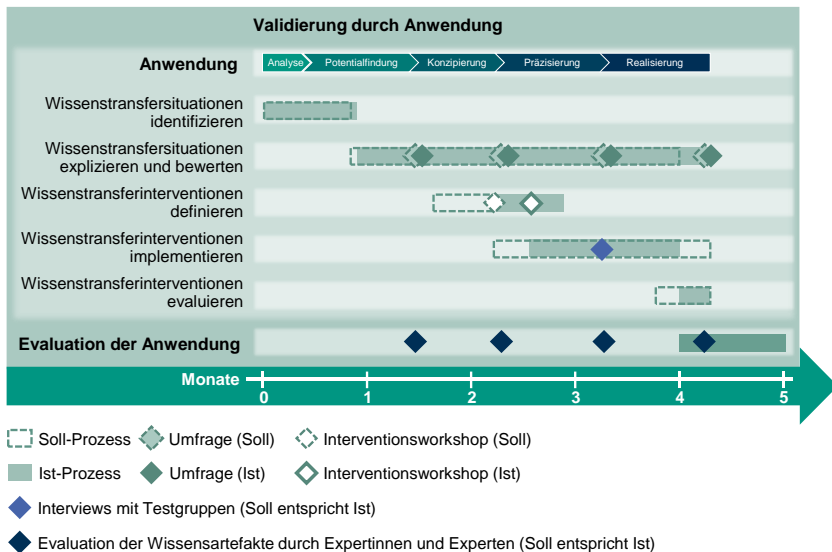 Validierung durch Anwendung
Anwendung
Analyse Potentialfindung Konzipierung Präzisierung Realisierung
Wissenstransfersituationen
identifizieren
Wissenstransfersituationen
explizieren und bewerten
Wissenstransferinterventionen
definieren
Wissenstransferinterventionen
implementieren
Wissenstransferinterventionen
evaluieren
Evaluation der Anwendung
Monate
0 1 2 3 4 5
Soll-Prozess Umfrage (Soll) Interventionsworkshop (Soll)
Ist-Prozess Umfrage (Ist) Interventionsworkshop (Ist)
Interviews mit Testgruppen (Soll entspricht Ist)
Evaluation der Wissensartefakte durch Expertinnen und Experten (Soll entspricht Ist)